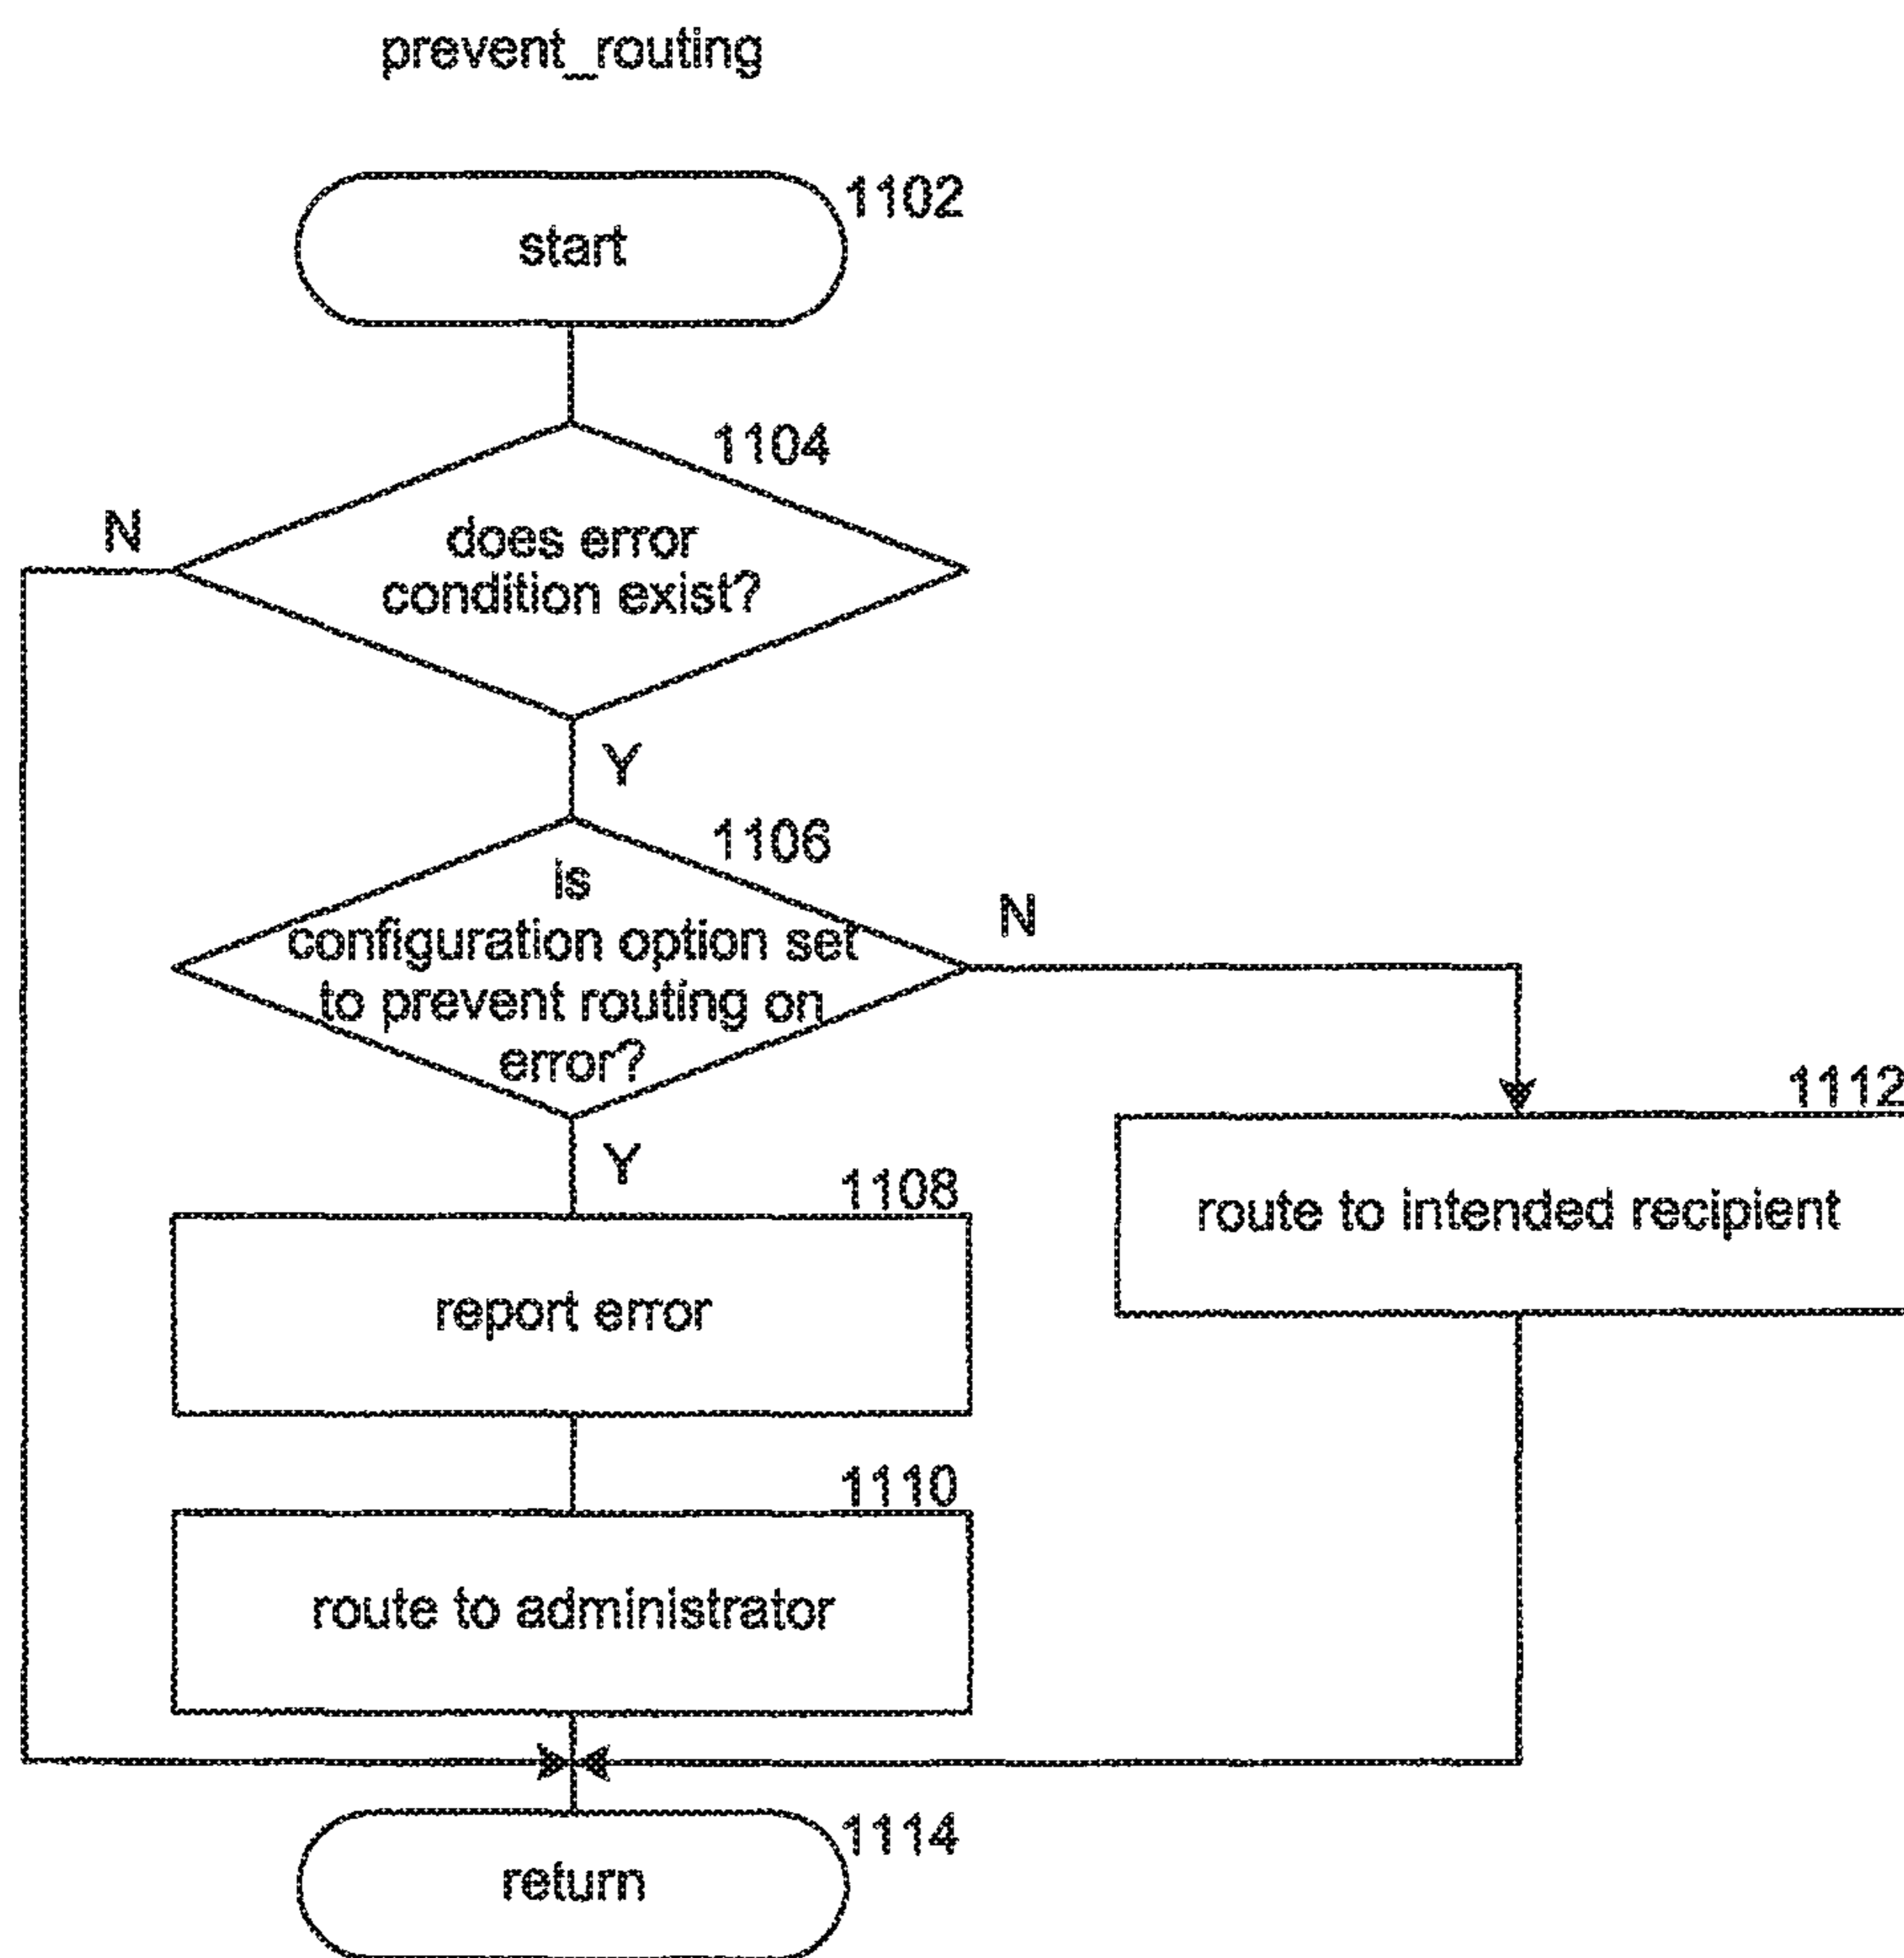 prevent_routing
1102
start
1104
N
does error
condition exist?
Y
1106
is
configuration option set
to prevent routing on
error?
N
Y
1108
report error
1112
route to intended recipient
1110
route to administrator
1114
return